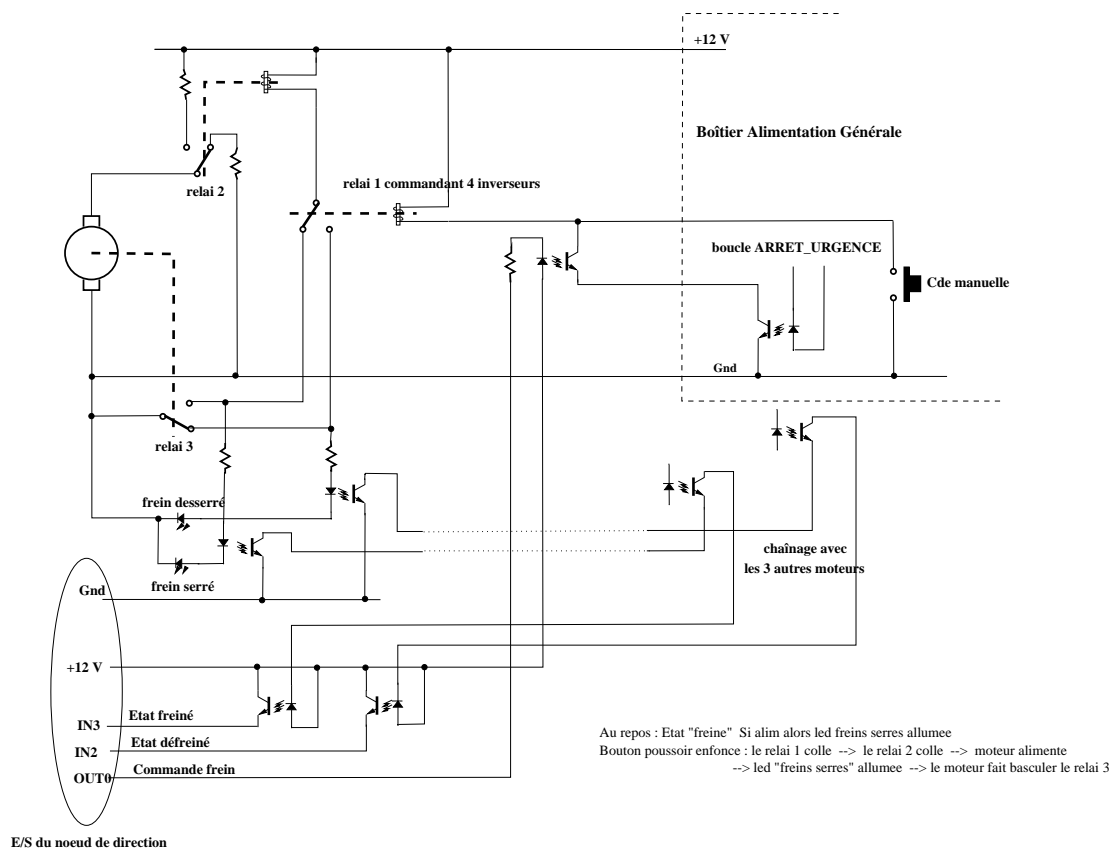 +12 V
Boîtier Alimentation Générale
relai 2
relai 1 commandant 4 inverseurs
boucle ARRET_URGENCE
Cde manuelle
Gnd
relai 3
frein desserré
frein serré
chaînage avec
les 3 autres moteurs
Gnd
+12 V
Etat freiné
IN3
Etat défreiné
IN2
Commande frein
OUT0
Au repos : Etat "freine" Si alim alors led freins serres allumee
Bouton poussoir enfonce : le relai 1 colle --> le relai 2 colle --> moteur alimente
--> led "freins serres" allumee --> le moteur fait basculer le relai 3
E/S du noeud de direction